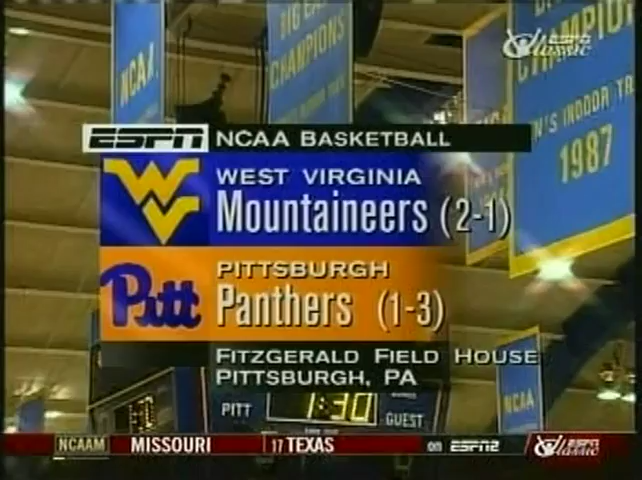 NCAA
BIG EAST
CHAMPIONS
CHAMPION
N'S INDOOR TR
1987
ESPN
Classic
ESPN NCAA BASKETBALL
WV WEST VIRGINIA
Mountaineers (2-1)
Pitt PITTSBURGH
Panthers (1-3)
FITZGERALD FIELD HOUSE
PITTSBURGH, PA
PITT 1:30 GUEST
NCAA
NCAAM MISSOURI 17 TEXAS on ESPN2 ESPN Classic